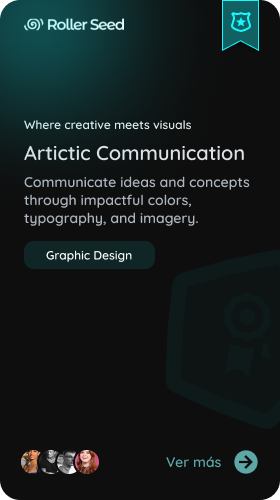 Roller Seed
Where creative meets visuals
Artictic Communication
Communicate ideas and concepts
through impactful colors,
typography, and imagery.
Graphic Design
Ver más